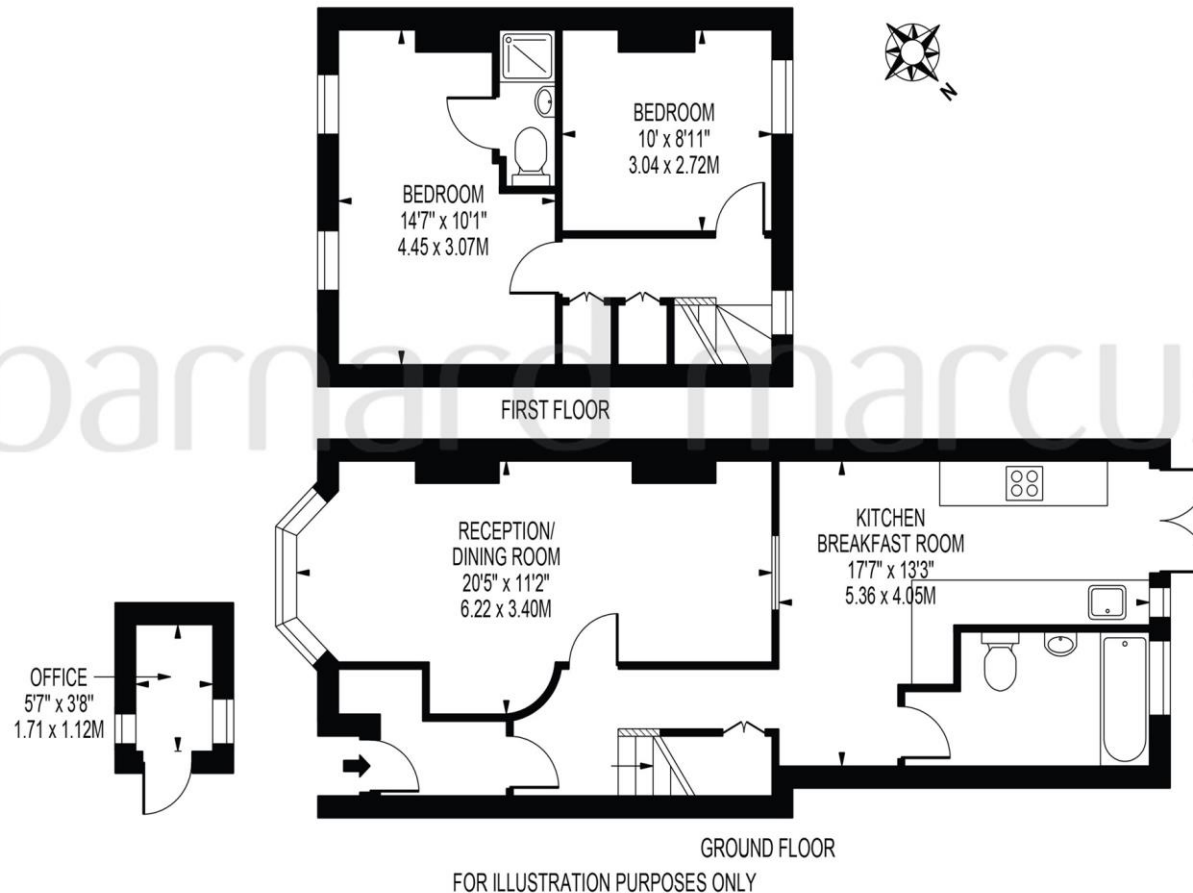 N
BEDROOM
10' x 8'11"
3.04 x 2.72M
BEDROOM
14'7" x 10'1"
4.45 x 3.07M
FIRST FLOOR
barnard marcus
RECEPTION/
DINING ROOM
20'5" x 11'2"
6.22 x 3.40M
KITCHEN
BREAKFAST ROOM
17'7" x 13'3"
5.36 x 4.05M
OFFICE
5'7" x 3'8"
1.71 x 1.12M
GROUND FLOOR
FOR ILLUSTRATION PURPOSES ONLY